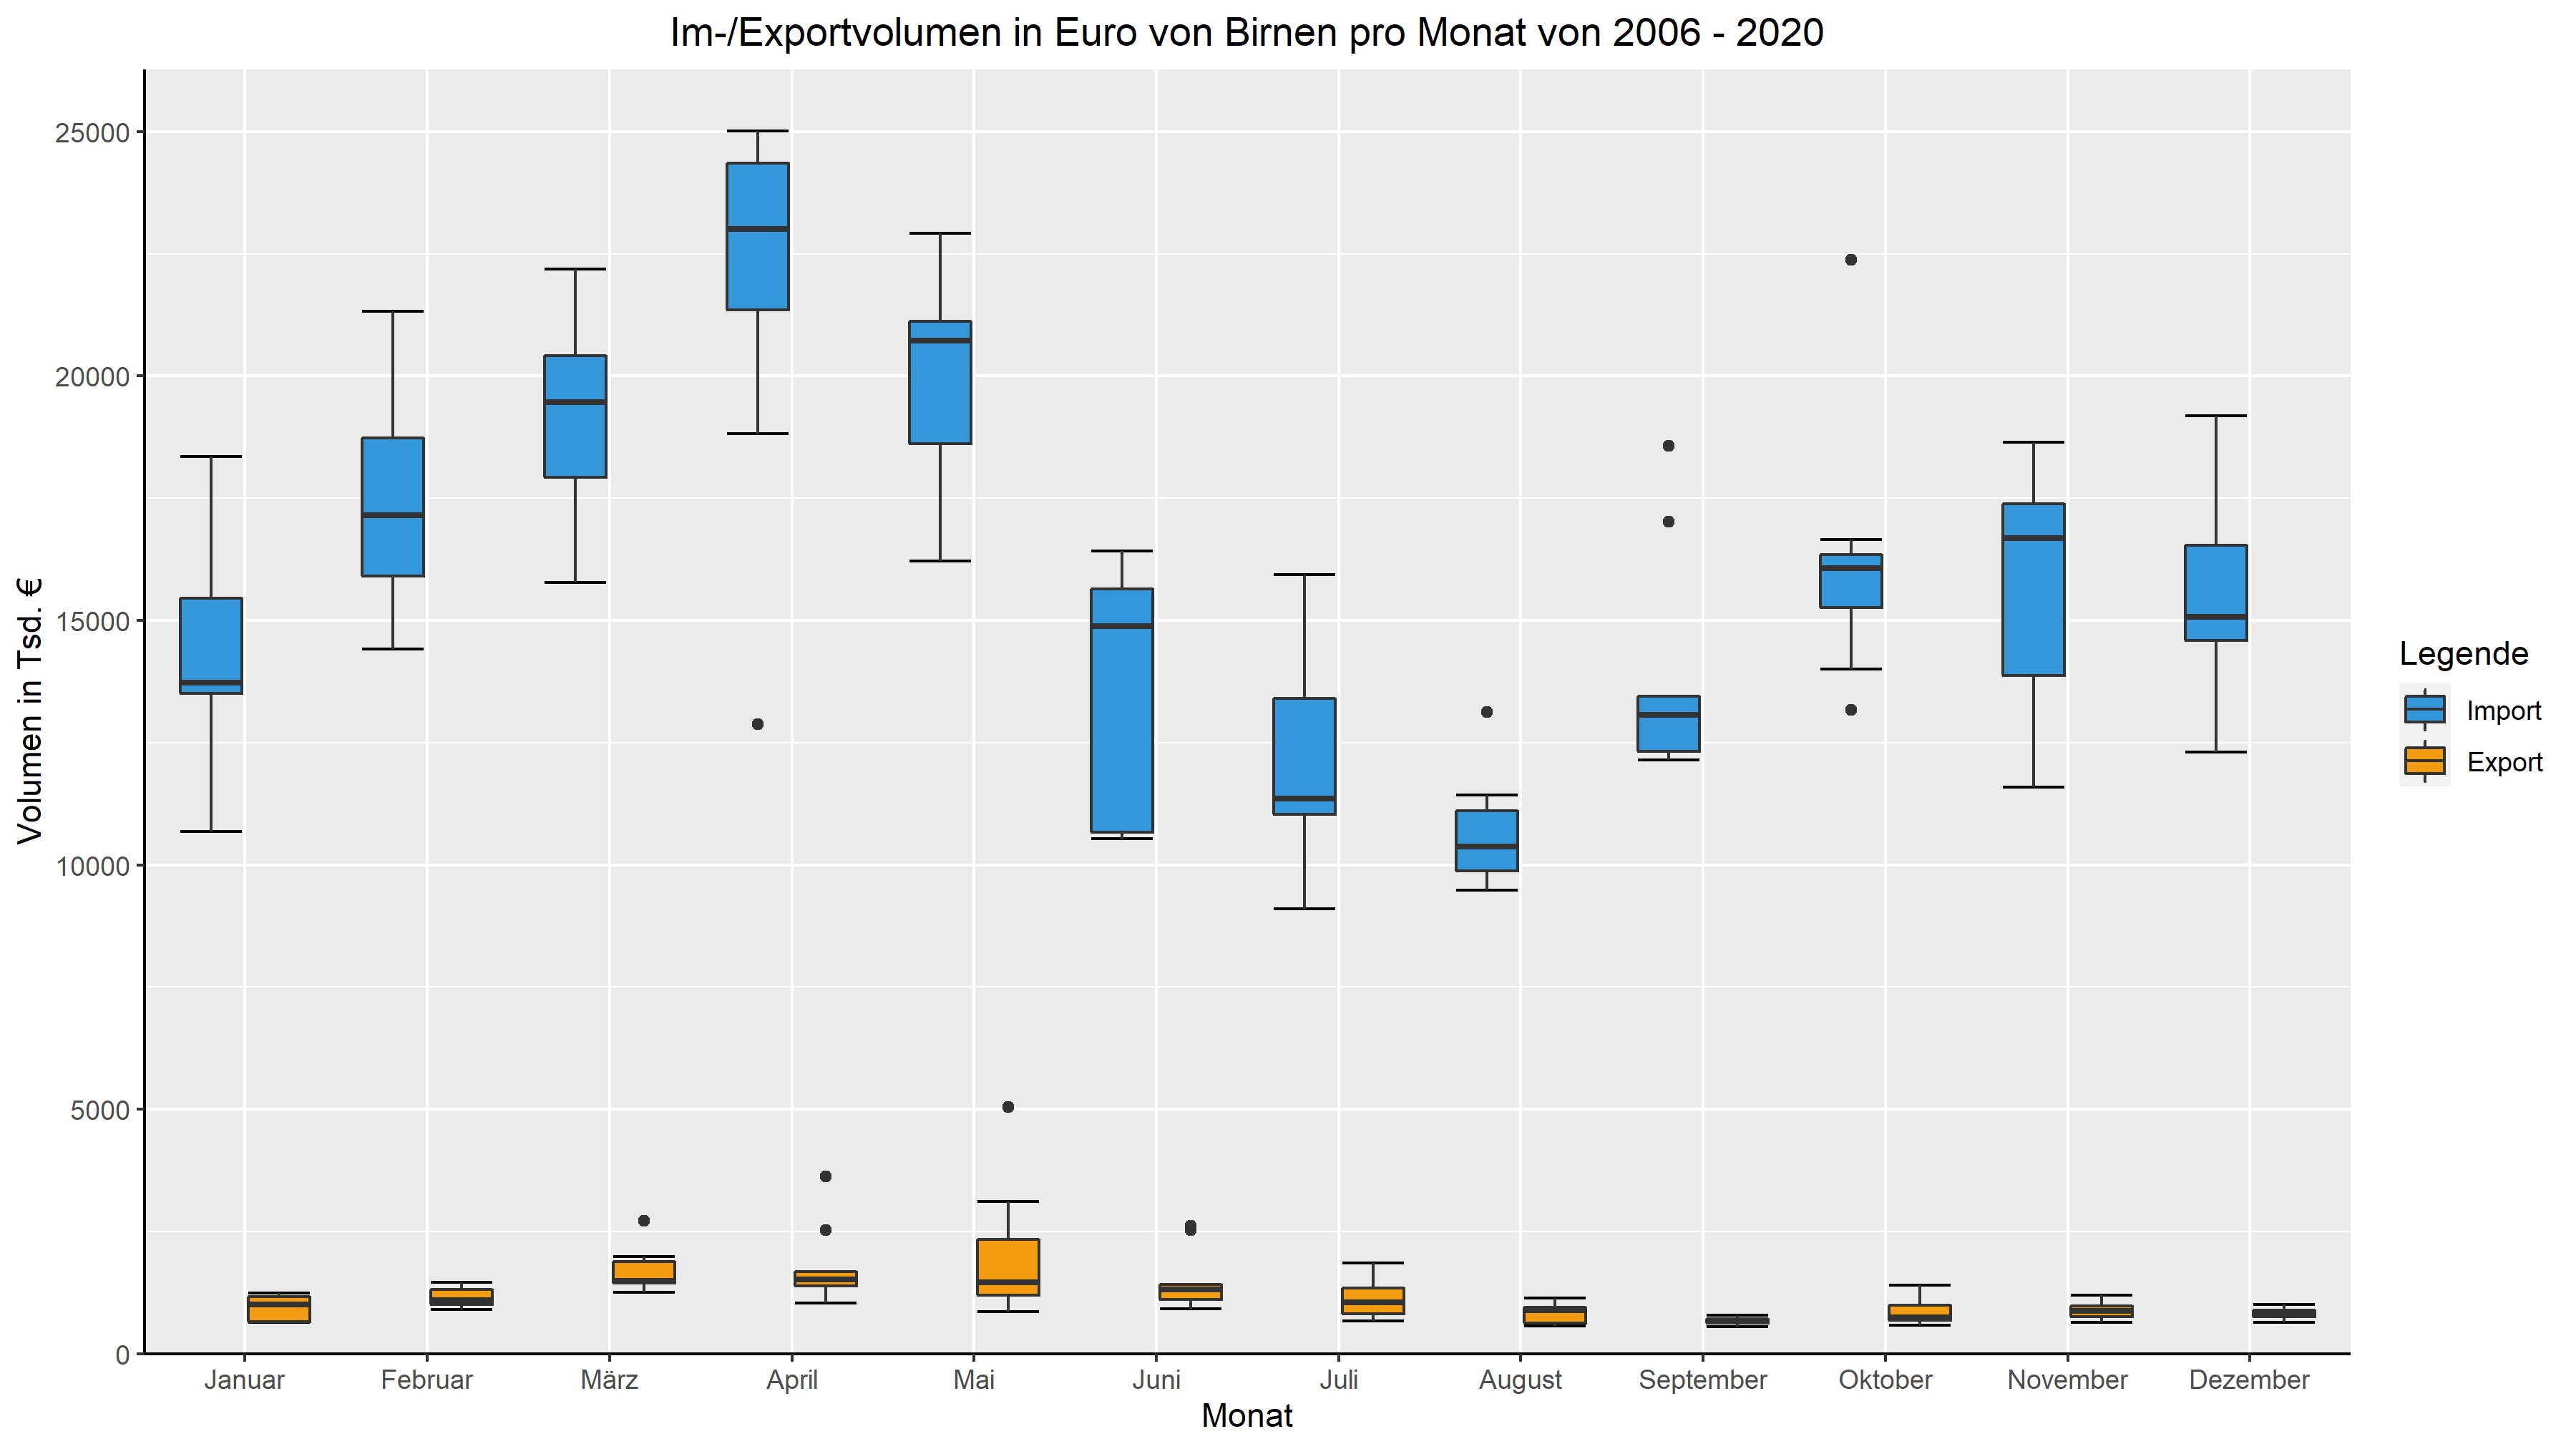 Im-/Exportvolumen in Euro von Birnen pro Monat von 2006 - 2020
Volumen in Tsd. €
25000
20000
15000
10000
5000
0
Januar Februar März April Mai Juni Juli August September Oktober November Dezember
Monat
Legende
Import
Export